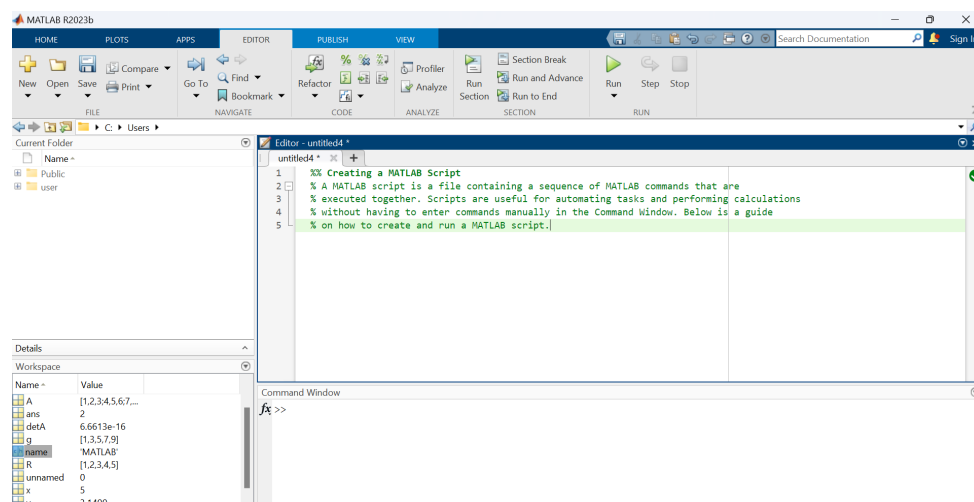 MATLAB R2023b
HOME PLOTS APPS EDITOR PUBLISH VIEW Search Documentation Sign In
New Open Save Compare Print Go To Find Bookmark Refactor Profiler Analyze Run Section Section Break Run and Advance Run to End Run Step Stop
FILE NAVIGATE CODE ANALYZE SECTION RUN
C: Users
Current Folder
Name
Public
user
Editor - untitled4 *
untitled4 *
1 %% Creating a MATLAB Script
2 % A MATLAB script is a file containing a sequence of MATLAB commands that are
3 % executed together. Scripts are useful for automating tasks and performing calculations
4 % without having to enter commands manually in the Command Window. Below is a guide
5 % on how to create and run a MATLAB script.
Details
Workspace
Name Value
A [1,2,3;4,5,6;7,...
ans 2
detA 6.6613e-16
g [1,3,5,7,9]
name 'MATLAB'
R [1,2,3,4,5]
unnamed 0
x 5
Command Window
fx >>